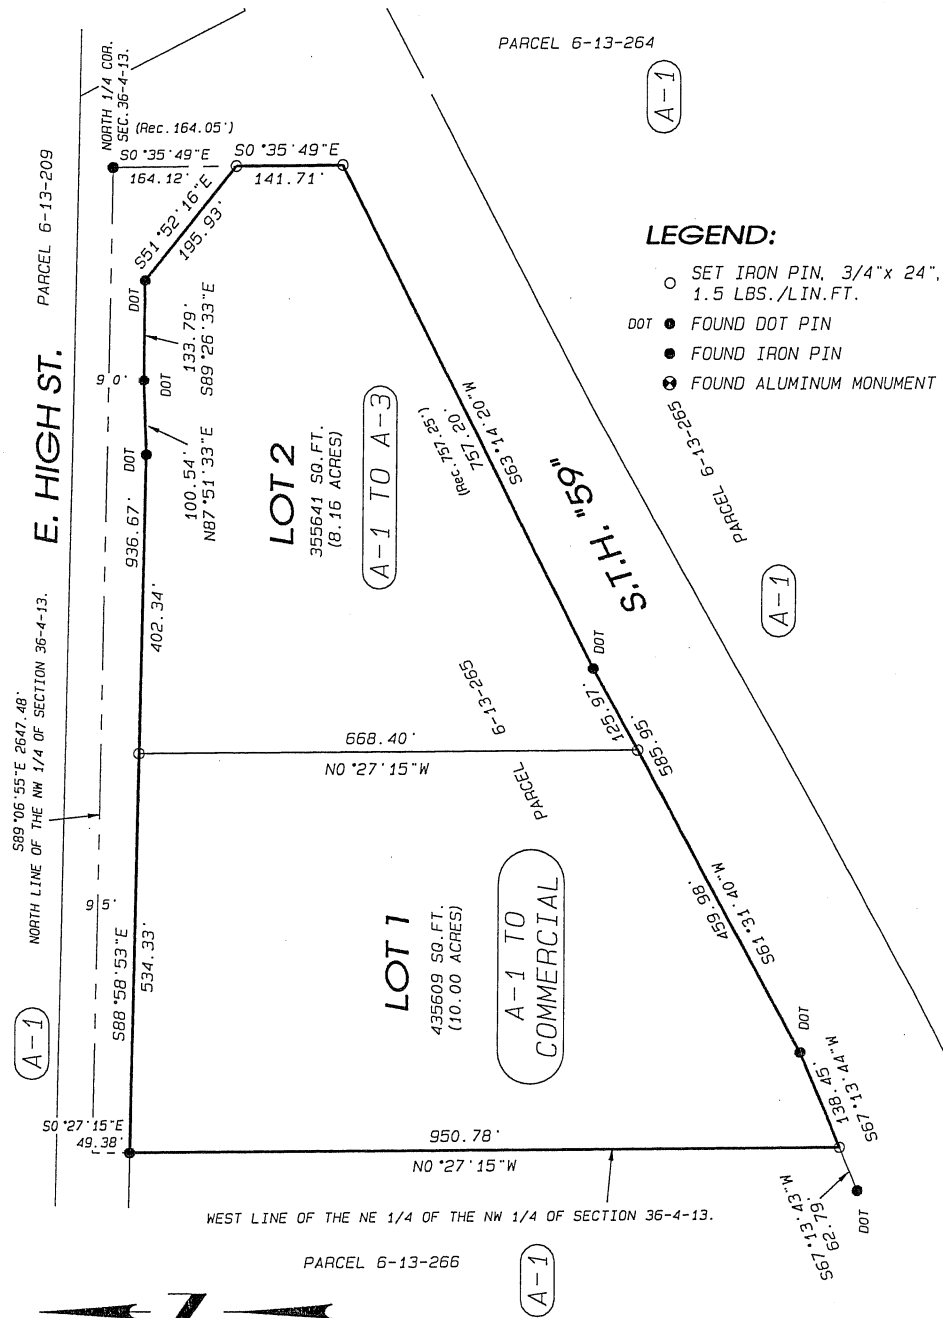 PARCEL 6-13-264
A-1
NORTH 1/4 COR.
SEC.36-4-13.
(Rec.164.05')
S0°35'49"E
164.12'
S0°35'49"E
141.71'
S51°52'16"E
195.93'
PARCEL 6-13-209
E. HIGH ST.
LEGEND:
SET IRON PIN, 3/4"x 24",
1.5 LBS./LIN.FT.
DOT FOUND DOT PIN
FOUND IRON PIN
FOUND ALUMINUM MONUMENT
DOT
133.79'
S89°26'33"E
90'
DOT
DOT
100.54'
N87°51'33"E
936.67'
402.34'
LOT 2
355641 SQ.FT.
(8.16 ACRES)
A-1 TO A-3
S63°14'20"W
757.20'
(Rec.757.25')
S.T.H. "59"
PARCEL 6-13-265
A-1
DOT
125.97'
585.95'
668.40'
N0°27'15"W
PARCEL 6-13-265
S89°06'55"E 2647.48'
NORTH LINE OF THE NW 1/4 OF SECTION 36-4-13.
95'
S88°58'53"E
534.33'
A-1
LOT 1
435609 SQ.FT.
(10.00 ACRES)
A-1 TO
COMMERCIAL
459.98'
S61°31'40"W
DOT
138.45'
S67°13'44"W
S0°27'15"E
49.38'
950.78'
N0°27'15"W
S67°13'43"W
62.79'
DOT
WEST LINE OF THE NE 1/4 OF THE NW 1/4 OF SECTION 36-4-13.
PARCEL 6-13-266
A-1